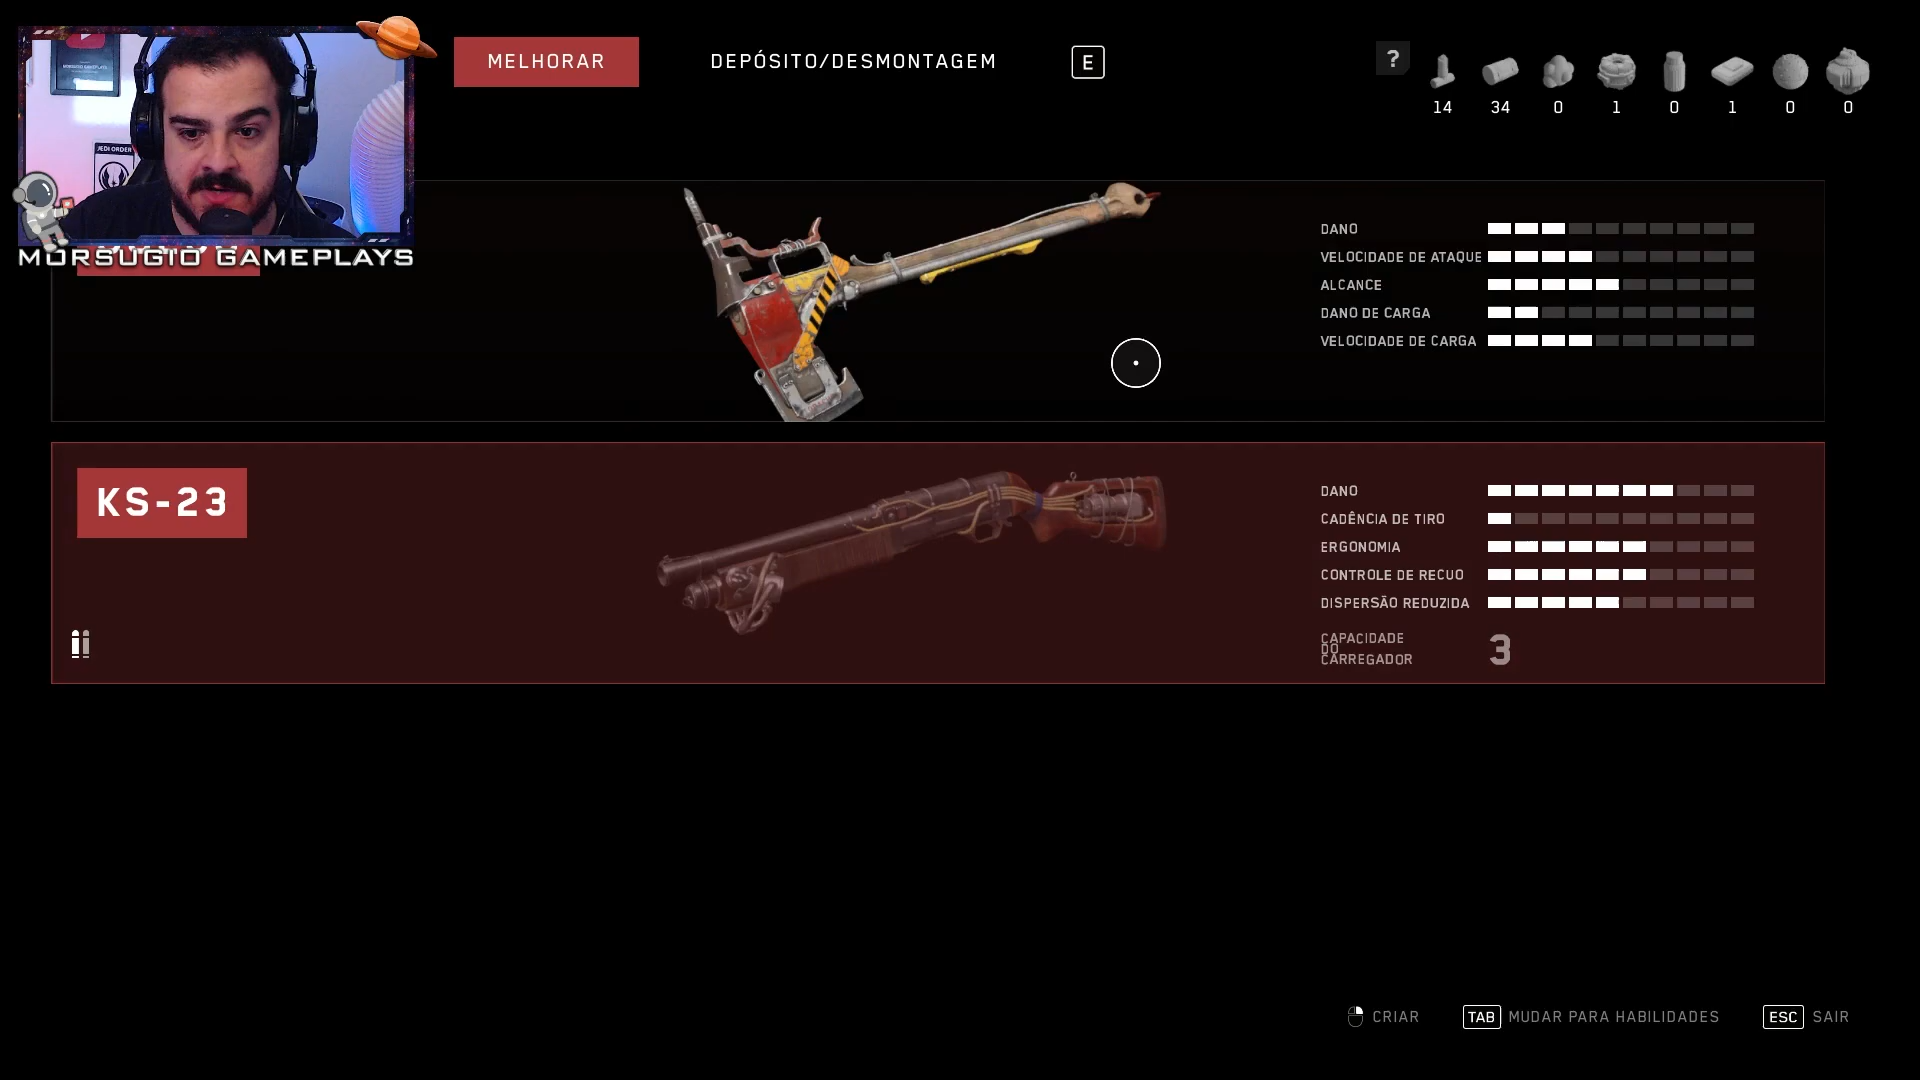 MELHORAR
DEPÓSITO/DESMONTAGEM
E
?
14
34
0
1
0
1
0
0
JEDI ORDER
MORSUGIO GAMEPLAYS
DANO
VELOCIDADE DE ATAQUE
ALCANCE
DANO DE CARGA
VELOCIDADE DE CARGA
KS-23
DANO
CADÊNCIA DE TIRO
ERGONOMIA
CONTROLE DE RECUO
DISPERSÃO REDUZIDA
CAPACIDADE
DO
CARREGADOR
3
CRIAR
TAB MUDAR PARA HABILIDADES
ESC SAIR